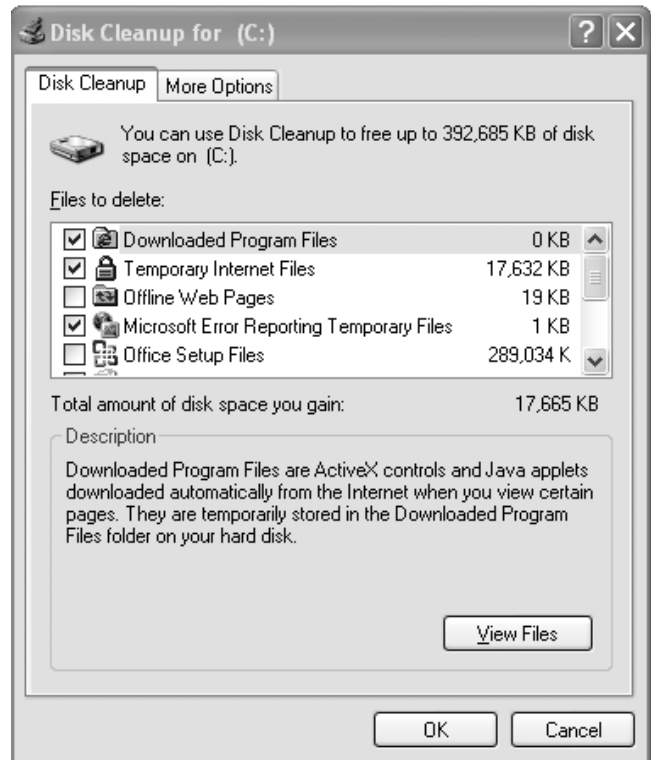 Disk Cleanup for (C:)
Disk Cleanup
More Options
You can use Disk Cleanup to free up to 392,685 KB of disk
space on (C:).
Files to delete:
Downloaded Program Files 0 KB
Temporary Internet Files 17,632 KB
Offline Web Pages 19 KB
Microsoft Error Reporting Temporary Files 1 KB
Office Setup Files 289,034 K
Total amount of disk space you gain: 17,665 KB
Description
Downloaded Program Files are ActiveX controls and Java applets
downloaded automatically from the Internet when you view certain
pages. They are temporarily stored in the Downloaded Program
Files folder on your hard disk.
View Files
OK
Cancel